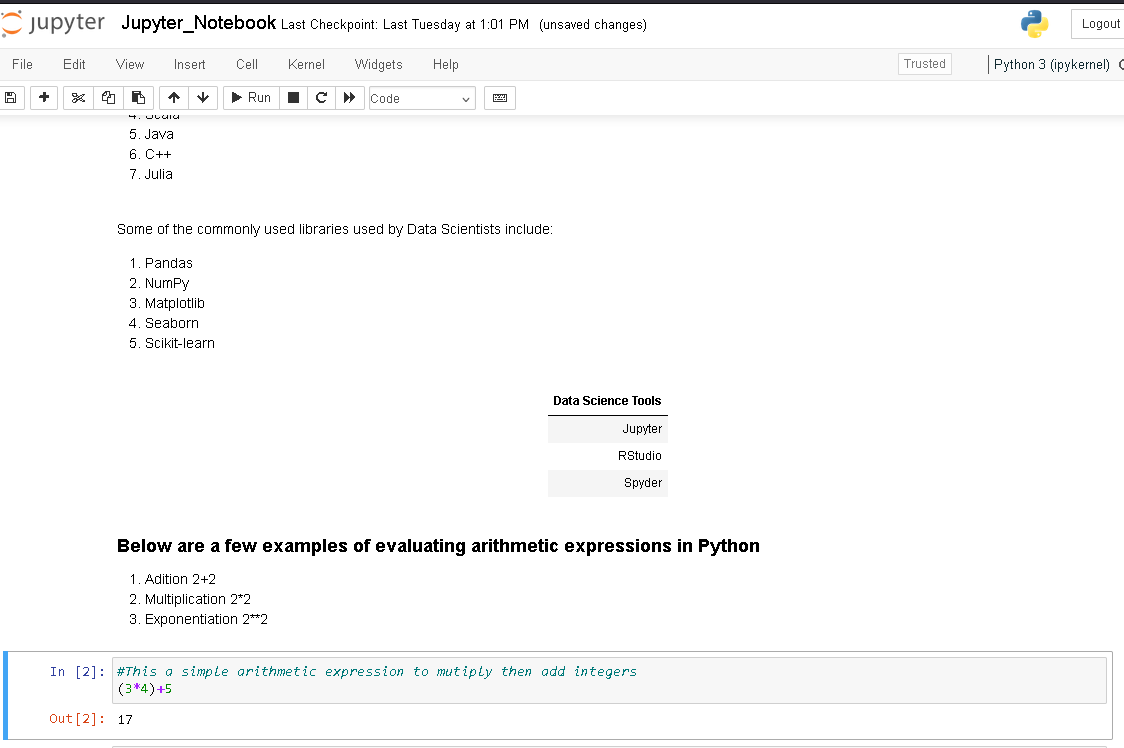 jupyter Jupyter_Notebook Last Checkpoint: Last Tuesday at 1:01 PM (unsaved changes) Logout
File Edit View Insert Cell Kernel Widgets Help Trusted Python 3 (ipykernel)
Run Code
4. Scala
5. Java
6. C++
7. Julia
Some of the commonly used libraries used by Data Scientists include:
1. Pandas
2. NumPy
3. Matplotlib
4. Seaborn
5. Scikit-learn
Data Science Tools
Jupyter
RStudio
Spyder
Below are a few examples of evaluating arithmetic expressions in Python
1. Adition 2+2
2. Multiplication 2*2
3. Exponentiation 2**2
In [2]: #This a simple arithmetic expression to mutiply then add integers
(3*4)+5
Out[2]: 17